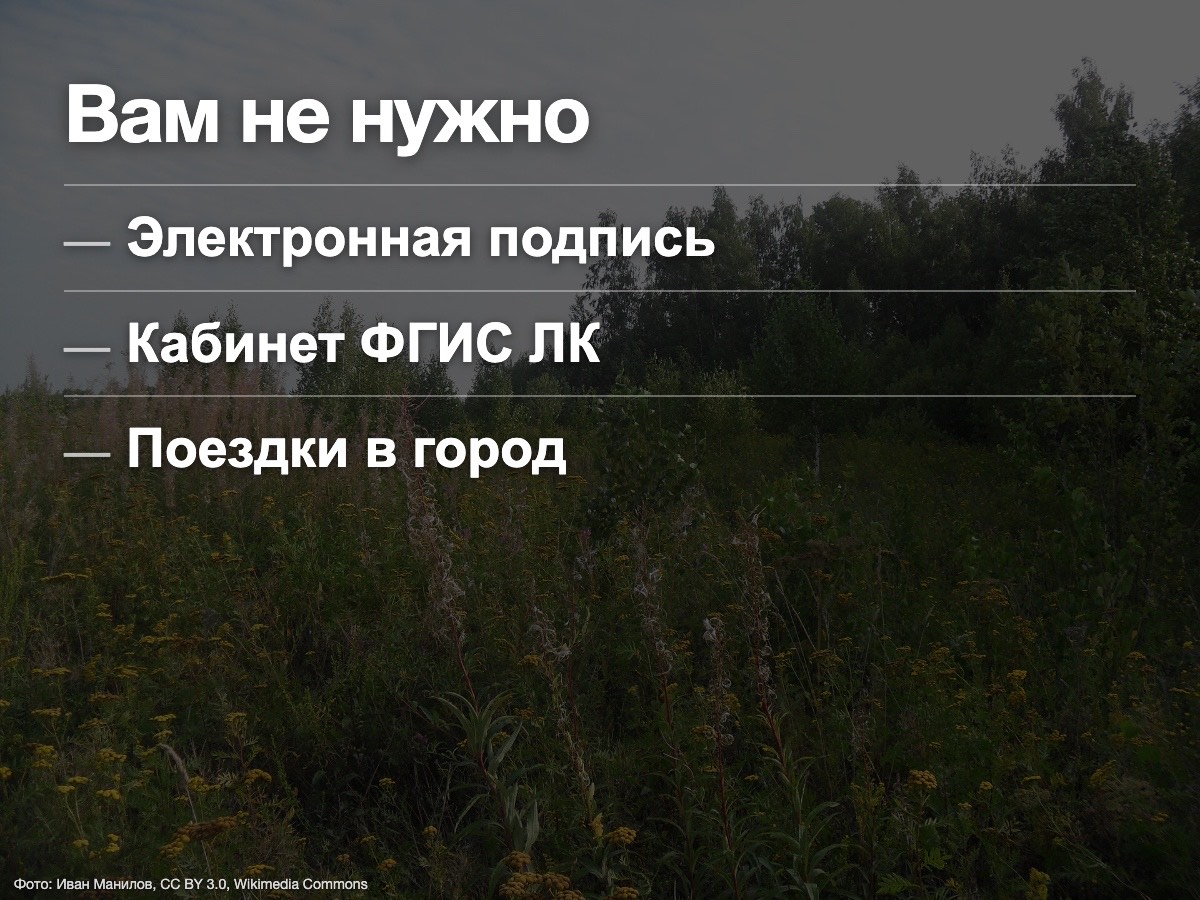 Вам не нужно
— Электронная подпись
— Кабинет ФГИС ЛК
— Поездки в город
Фото: Иван Манилов, CC BY 3.0, Wikimedia Commons